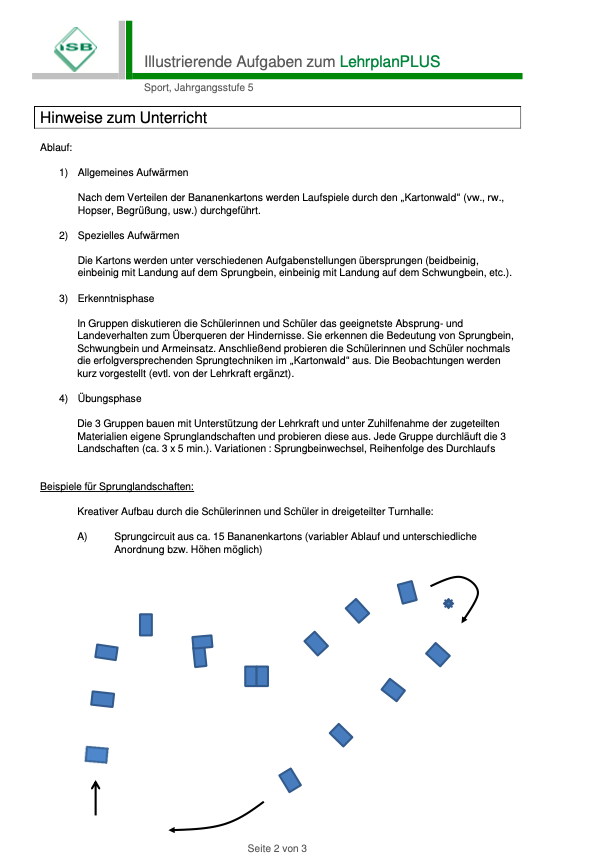 iSB
Illustrierende Aufgaben zum LehrplanPLUS
Sport, Jahrgangsstufe 5
Hinweise zum Unterricht
Ablauf:
1) Allgemeines Aufwärmen
Nach dem Verteilen der Bananenkartons werden Laufspiele durch den „Kartonwald“ (vw., rw.,
Hopser, Begrüßung, usw.) durchgeführt.
2) Spezielles Aufwärmen
Die Kartons werden unter verschiedenen Aufgabenstellungen übersprungen (beidbeinig,
einbeinig mit Landung auf dem Sprungbein, einbeinig mit Landung auf dem Schwungbein, etc.).
3) Erkenntnisphase
In Gruppen diskutieren die Schülerinnen und Schüler das geeignetste Absprung- und
Landeverhalten zum Überqueren der Hindernisse. Sie erkennen die Bedeutung von Sprungbein,
Schwungbein und Armeinsatz. Anschließend probieren die Schülerinnen und Schüler nochmals
die erfolgversprechenden Sprungtechniken im „Kartonwald“ aus. Die Beobachtungen werden
kurz vorgestellt (evtl. von der Lehrkraft ergänzt).
4) Übungsphase
Die 3 Gruppen bauen mit Unterstützung der Lehrkraft und unter Zuhilfenahme der zugeteilten
Materialien eigene Sprunglandschaften und probieren diese aus. Jede Gruppe durchläuft die 3
Landschaften (ca. 3 x 5 min.). Variationen : Sprungbeinwechsel, Reihenfolge des Durchlaufs
Beispiele für Sprunglandschaften:
Kreativer Aufbau durch die Schülerinnen und Schüler in dreigeteilter Turnhalle:
A) Sprungcircuit aus ca. 15 Bananenkartons (variabler Ablauf und unterschiedliche
Anordnung bzw. Höhen möglich)
Seite 2 von 3